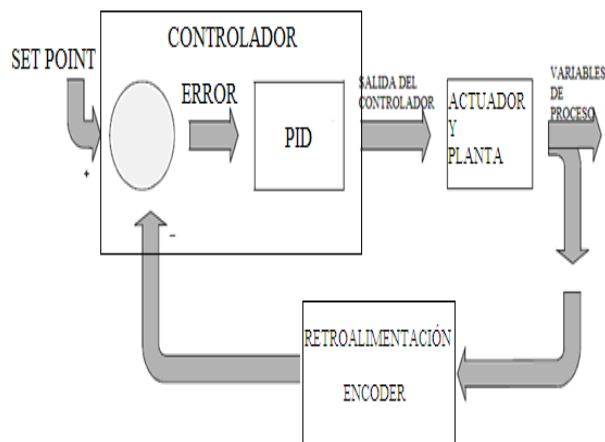 CONTROLADOR
SET POINT
ERROR
PID
+
−
SALIDA DEL
CONTROLADOR
ACTUADOR
Y
PLANTA
VARIABLES
DE
PROCESO
RETROALIMENTACIÓN
ENCODER